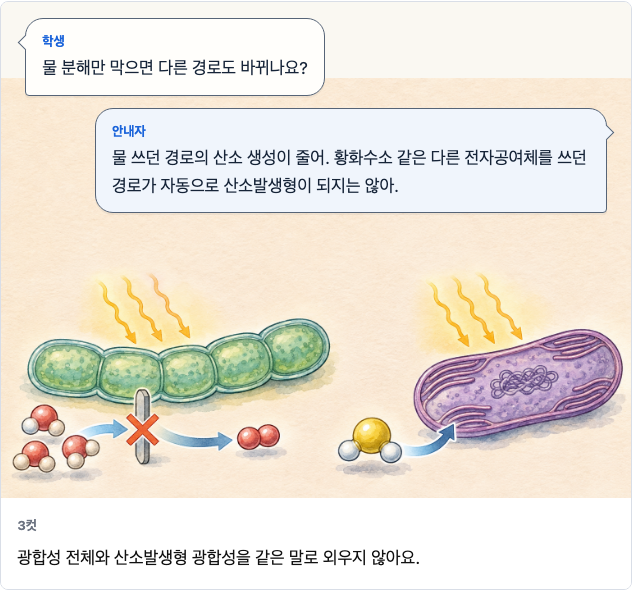 학생
물 분해만 막으면 다른 경로도 바뀌나요?
안내자
물 쓰던 경로의 산소 생성이 줄어. 황화수소 같은 다른 전자공여체를 쓰던
경로가 자동으로 산소발생형이 되지는 않아.
3컷
광합성 전체와 산소발생형 광합성을 같은 말로 외우지 않아요.